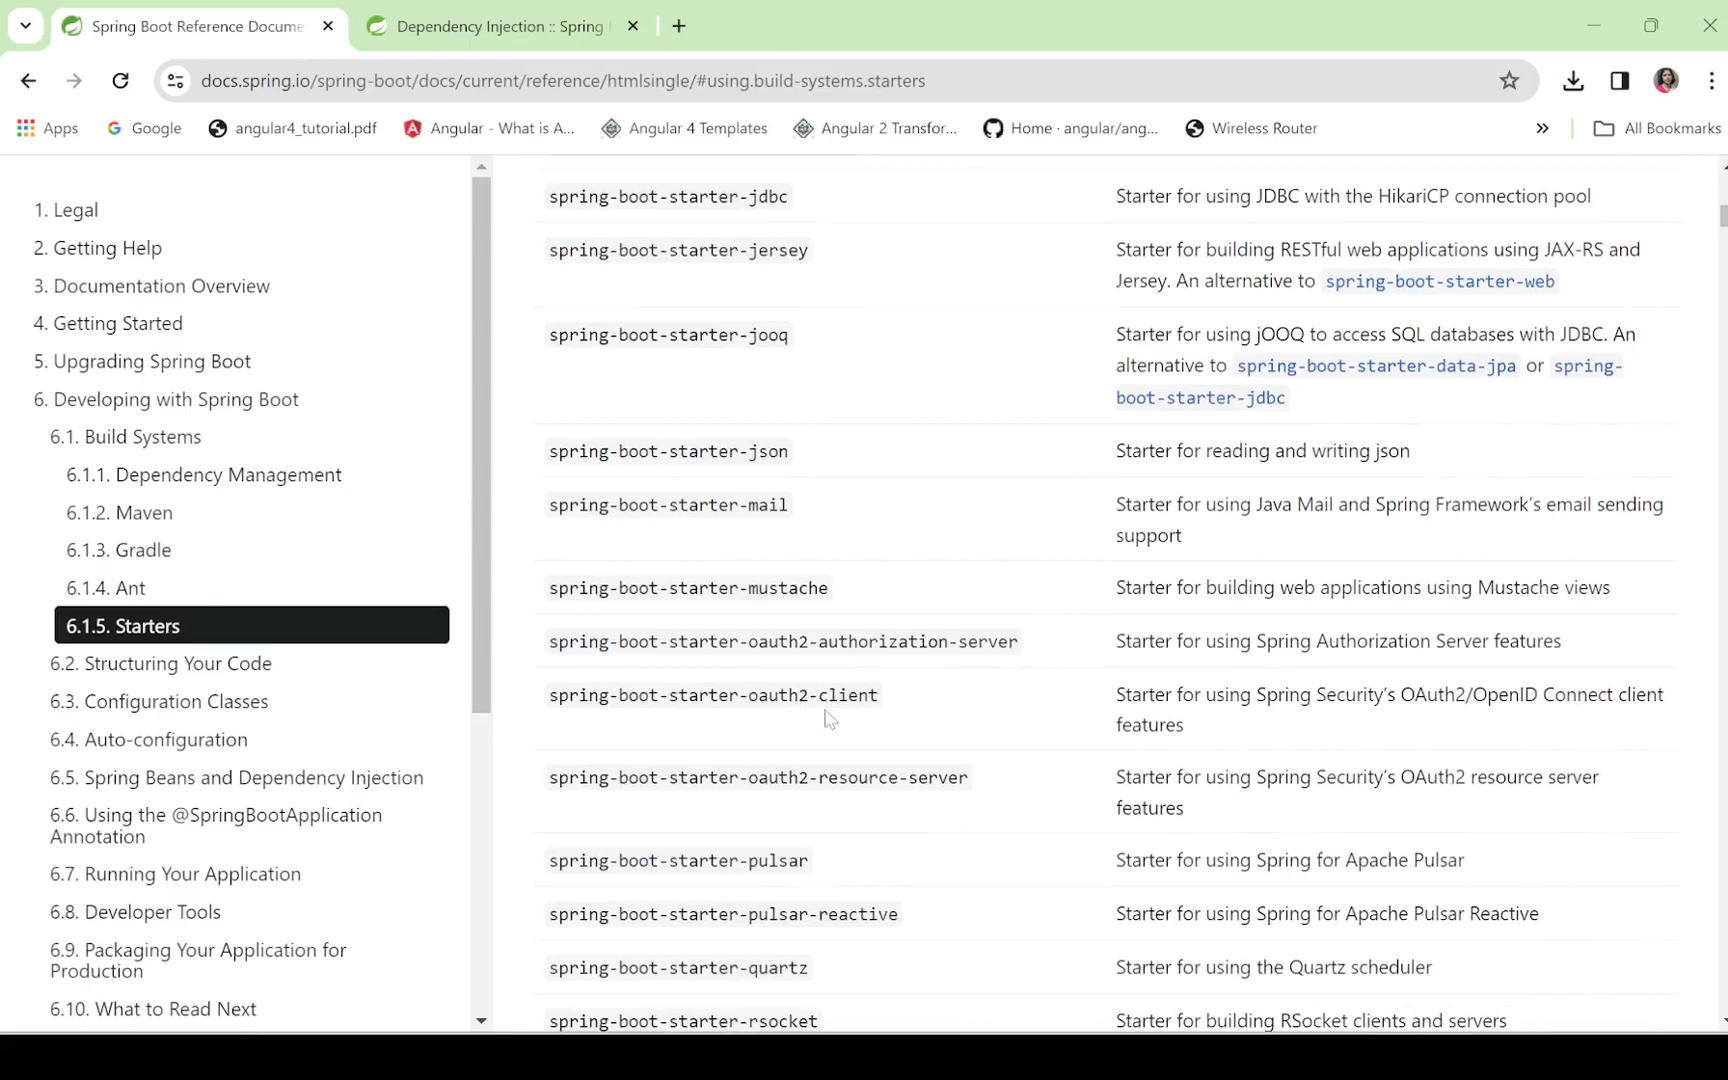 Spring Boot Reference Docume
Dependency Injection :: Spring
docs.spring.io/spring-boot/docs/current/reference/htmlsingle/#using.build-systems.starters
Apps
Google
angular4_tutorial.pdf
Angular - What is A...
Angular 4 Templates
Angular 2 Transfor...
Home · angular/ang...
Wireless Router
»
All Bookmarks
1. Legal
2. Getting Help
3. Documentation Overview
4. Getting Started
5. Upgrading Spring Boot
6. Developing with Spring Boot
6.1. Build Systems
6.1.1. Dependency Management
6.1.2. Maven
6.1.3. Gradle
6.1.4. Ant
6.1.5. Starters
6.2. Structuring Your Code
6.3. Configuration Classes
6.4. Auto-configuration
6.5. Spring Beans and Dependency Injection
6.6. Using the @SpringBootApplication
Annotation
6.7. Running Your Application
6.8. Developer Tools
6.9. Packaging Your Application for
Production
6.10. What to Read Next
spring-boot-starter-jdbc
Starter for using JDBC with the HikariCP connection pool
spring-boot-starter-jersey
Starter for building RESTful web applications using JAX-RS and
Jersey. An alternative to spring-boot-starter-web
spring-boot-starter-jooq
Starter for using jOOQ to access SQL databases with JDBC. An
alternative to spring-boot-starter-data-jpa or spring-
boot-starter-jdbc
spring-boot-starter-json
Starter for reading and writing json
spring-boot-starter-mail
Starter for using Java Mail and Spring Framework’s email sending
support
spring-boot-starter-mustache
Starter for building web applications using Mustache views
spring-boot-starter-oauth2-authorization-server
Starter for using Spring Authorization Server features
spring-boot-starter-oauth2-client
Starter for using Spring Security’s OAuth2/OpenID Connect client
features
spring-boot-starter-oauth2-resource-server
Starter for using Spring Security’s OAuth2 resource server
features
spring-boot-starter-pulsar
Starter for using Spring for Apache Pulsar
spring-boot-starter-pulsar-reactive
Starter for using Spring for Apache Pulsar Reactive
spring-boot-starter-quartz
Starter for using the Quartz scheduler
spring-boot-starter-rsocket
Starter for building RSocket clients and servers